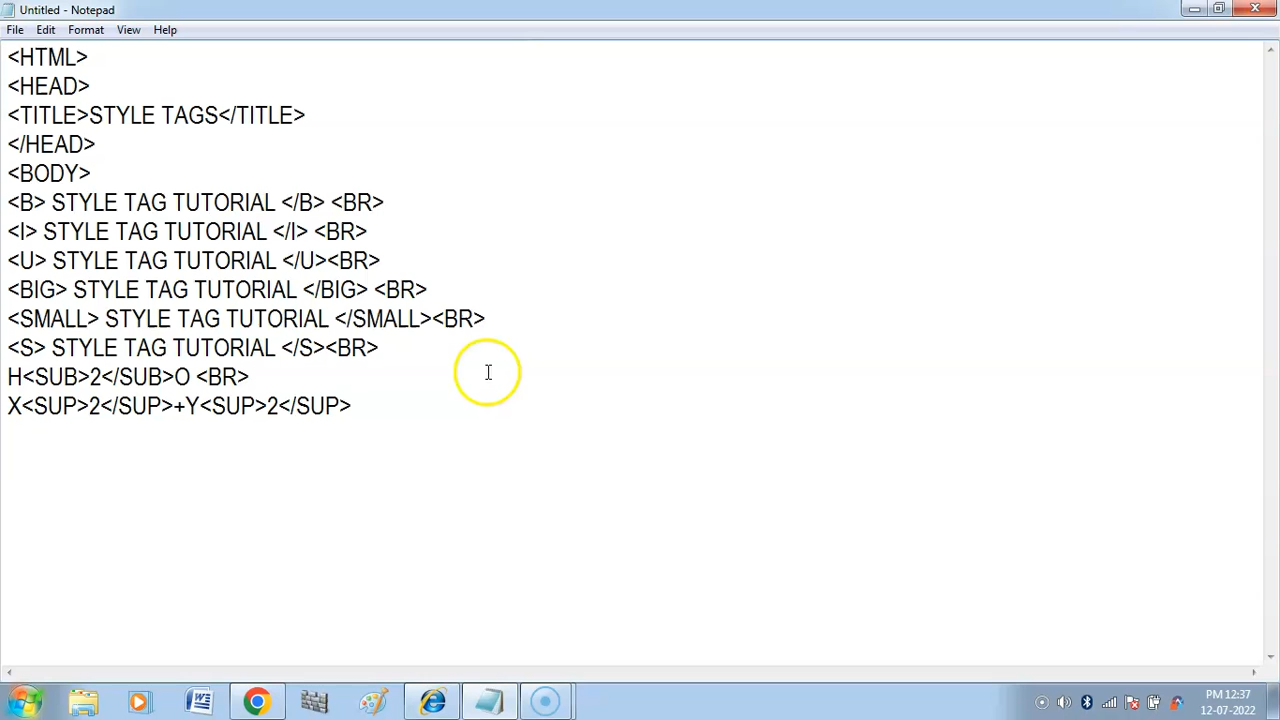 Untitled - Notepad
File Edit Format View Help
<HTML>
<HEAD>
<TITLE>STYLE TAGS</TITLE>
</HEAD>
<BODY>
<B> STYLE TAG TUTORIAL </B> <BR>
<I> STYLE TAG TUTORIAL </I> <BR>
<U> STYLE TAG TUTORIAL </U><BR>
<BIG> STYLE TAG TUTORIAL </BIG> <BR>
<SMALL> STYLE TAG TUTORIAL </SMALL><BR>
<S> STYLE TAG TUTORIAL </S><BR>
H<SUB>2</SUB>O <BR>
X<SUP>2</SUP>+Y<SUP>2</SUP>
PM 12:37
12-07-2022